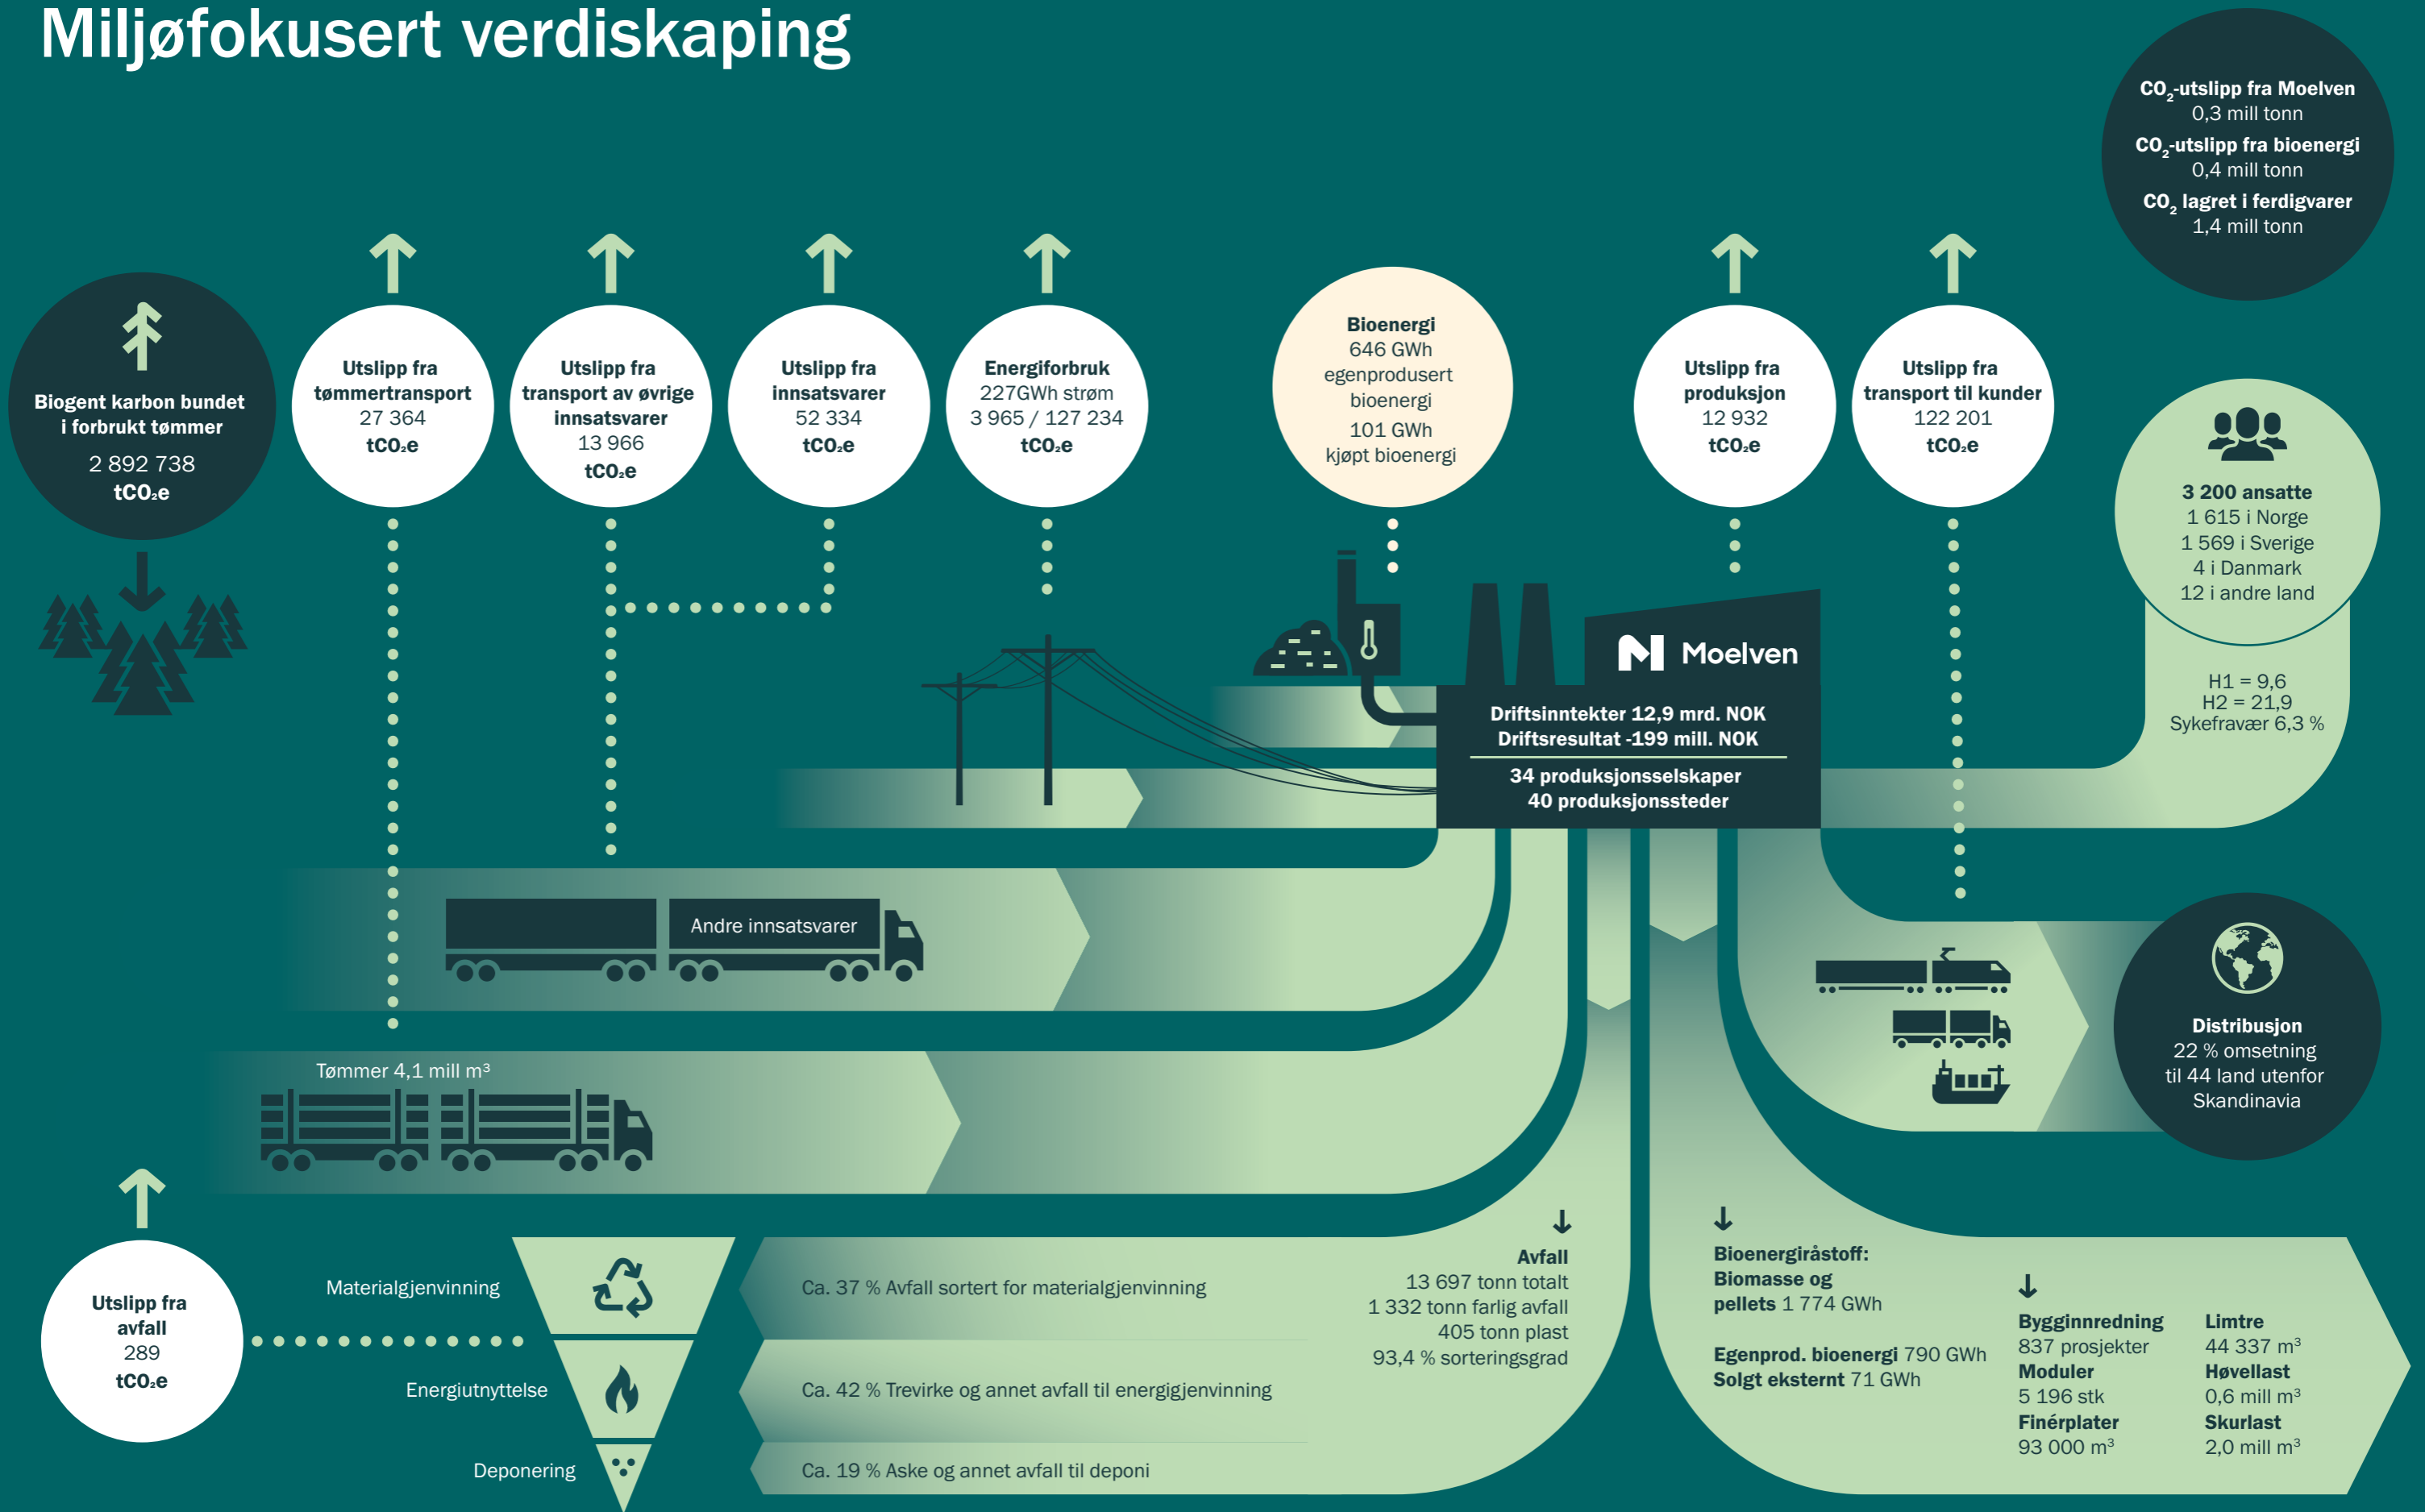 Miljøfokusert verdiskaping
CO₂-utslipp fra Moelven
0,3 mill tonn
CO₂-utslipp fra bioenergi
0,4 mill tonn
CO₂ lagret i ferdigvarer
1,4 mill tonn
Biogent karbon bundet
i forbrukt tømmer
2 892 738
tCO₂e
Utslipp fra
tømmertransport
27 364
tCO₂e
Utslipp fra
transport av øvrige
innsatsvarer
13 966
tCO₂e
Utslipp fra
innsatsvarer
52 334
tCO₂e
Energiforbruk
227GWh strøm
3 965 / 127 234
tCO₂e
Bioenergi
646 GWh
egenprodusert
bioenergi
101 GWh
kjøpt bioenergi
Utslipp fra
produksjon
12 932
tCO₂e
Utslipp fra
transport til kunder
122 201
tCO₂e
3 200 ansatte
1 615 i Norge
1 569 i Sverige
4 i Danmark
12 i andre land
H1 = 9,6
H2 = 21,9
Sykefravær 6,3 %
Moelven
Driftsinntekter 12,9 mrd. NOK
Driftsresultat -199 mill. NOK
34 produksjonsselskaper
40 produksjonssteder
Andre innsatsvarer
Tømmer 4,1 mill m³
Distribusjon
22 % omsetning
til 44 land utenfor
Skandinavia
Utslipp fra
avfall
289
tCO₂e
Materialgjenvinning
Energiutnyttelse
Deponering
Ca. 37 % Avfall sortert for materialgjenvinning
Ca. 42 % Trevirke og annet avfall til energigjenvinning
Ca. 19 % Aske og annet avfall til deponi
Avfall
13 697 tonn totalt
1 332 tonn farlig avfall
405 tonn plast
93,4 % sorteringsgrad
Bioenergiråstoff:
Biomasse og
pellets 1 774 GWh
Egenprod. bioenergi 790 GWh
Solgt eksternt 71 GWh
Bygginnredning
837 prosjekter
Moduler
5 196 stk
Finérplater
93 000 m³
Limtre
44 337 m³
Høvellast
0,6 mill m³
Skurlast
2,0 mill m³